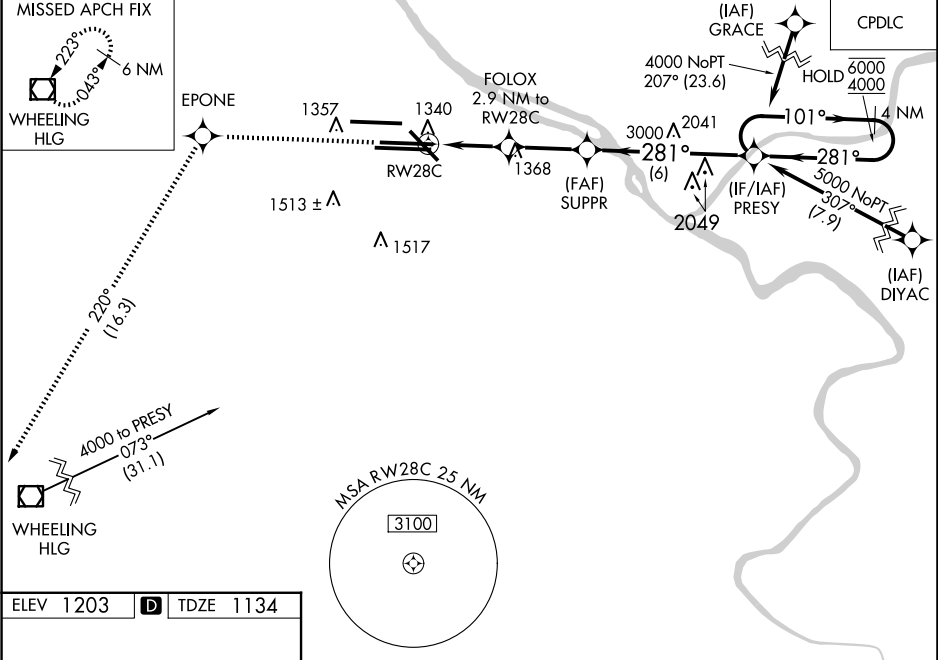 MISSED APCH FIX
223°
043°
6 NM
WHEELING
HLG
(IAF)
GRACE
CPDLC
4000 NoPT
207° (23.6)
HOLD
6000
4000
4 NM
EPONE
1357
1340
FOLOX
2.9 NM to
RW28C
3000
2041
101°
281°
(6)
281°
RW28C
1368
(FAF)
SUPPR
(IF/IAF)
PRESY
5000 NoPT
307°
(7.9)
1513 ±
2049
1517
(IAF)
DIYAC
220°
(16.3)
4000 to PRESY
073°
(31.1)
WHEELING
HLG
MSA RW28C 25 NM
3100
ELEV 1203 D TDZE 1134